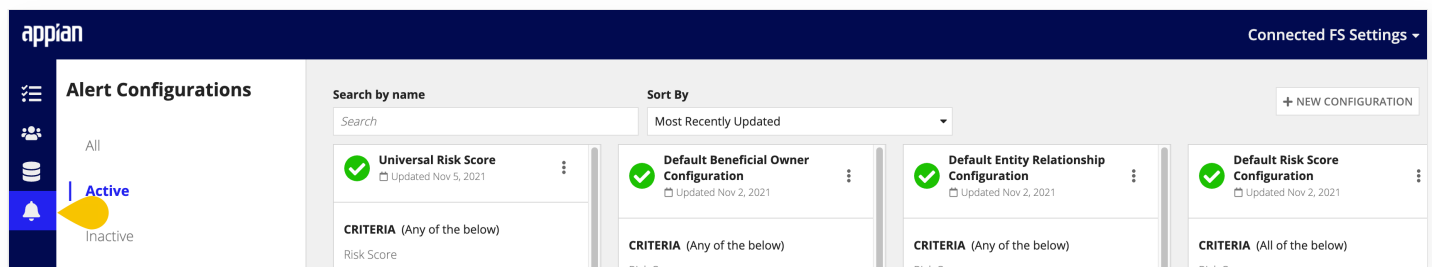 appian
Connected FS Settings
Alert Configurations
All
Active
Inactive
Search by name
Search
Sort By
Most Recently Updated
+ NEW CONFIGURATION
Universal Risk Score
Updated Nov 5, 2021
CRITERIA (Any of the below)
Risk Score
Default Beneficial Owner
Configuration
Updated Nov 2, 2021
CRITERIA (Any of the below)
Default Entity Relationship
Configuration
Updated Nov 2, 2021
CRITERIA (Any of the below)
Default Risk Score
Configuration
Updated Nov 2, 2021
CRITERIA (All of the below)